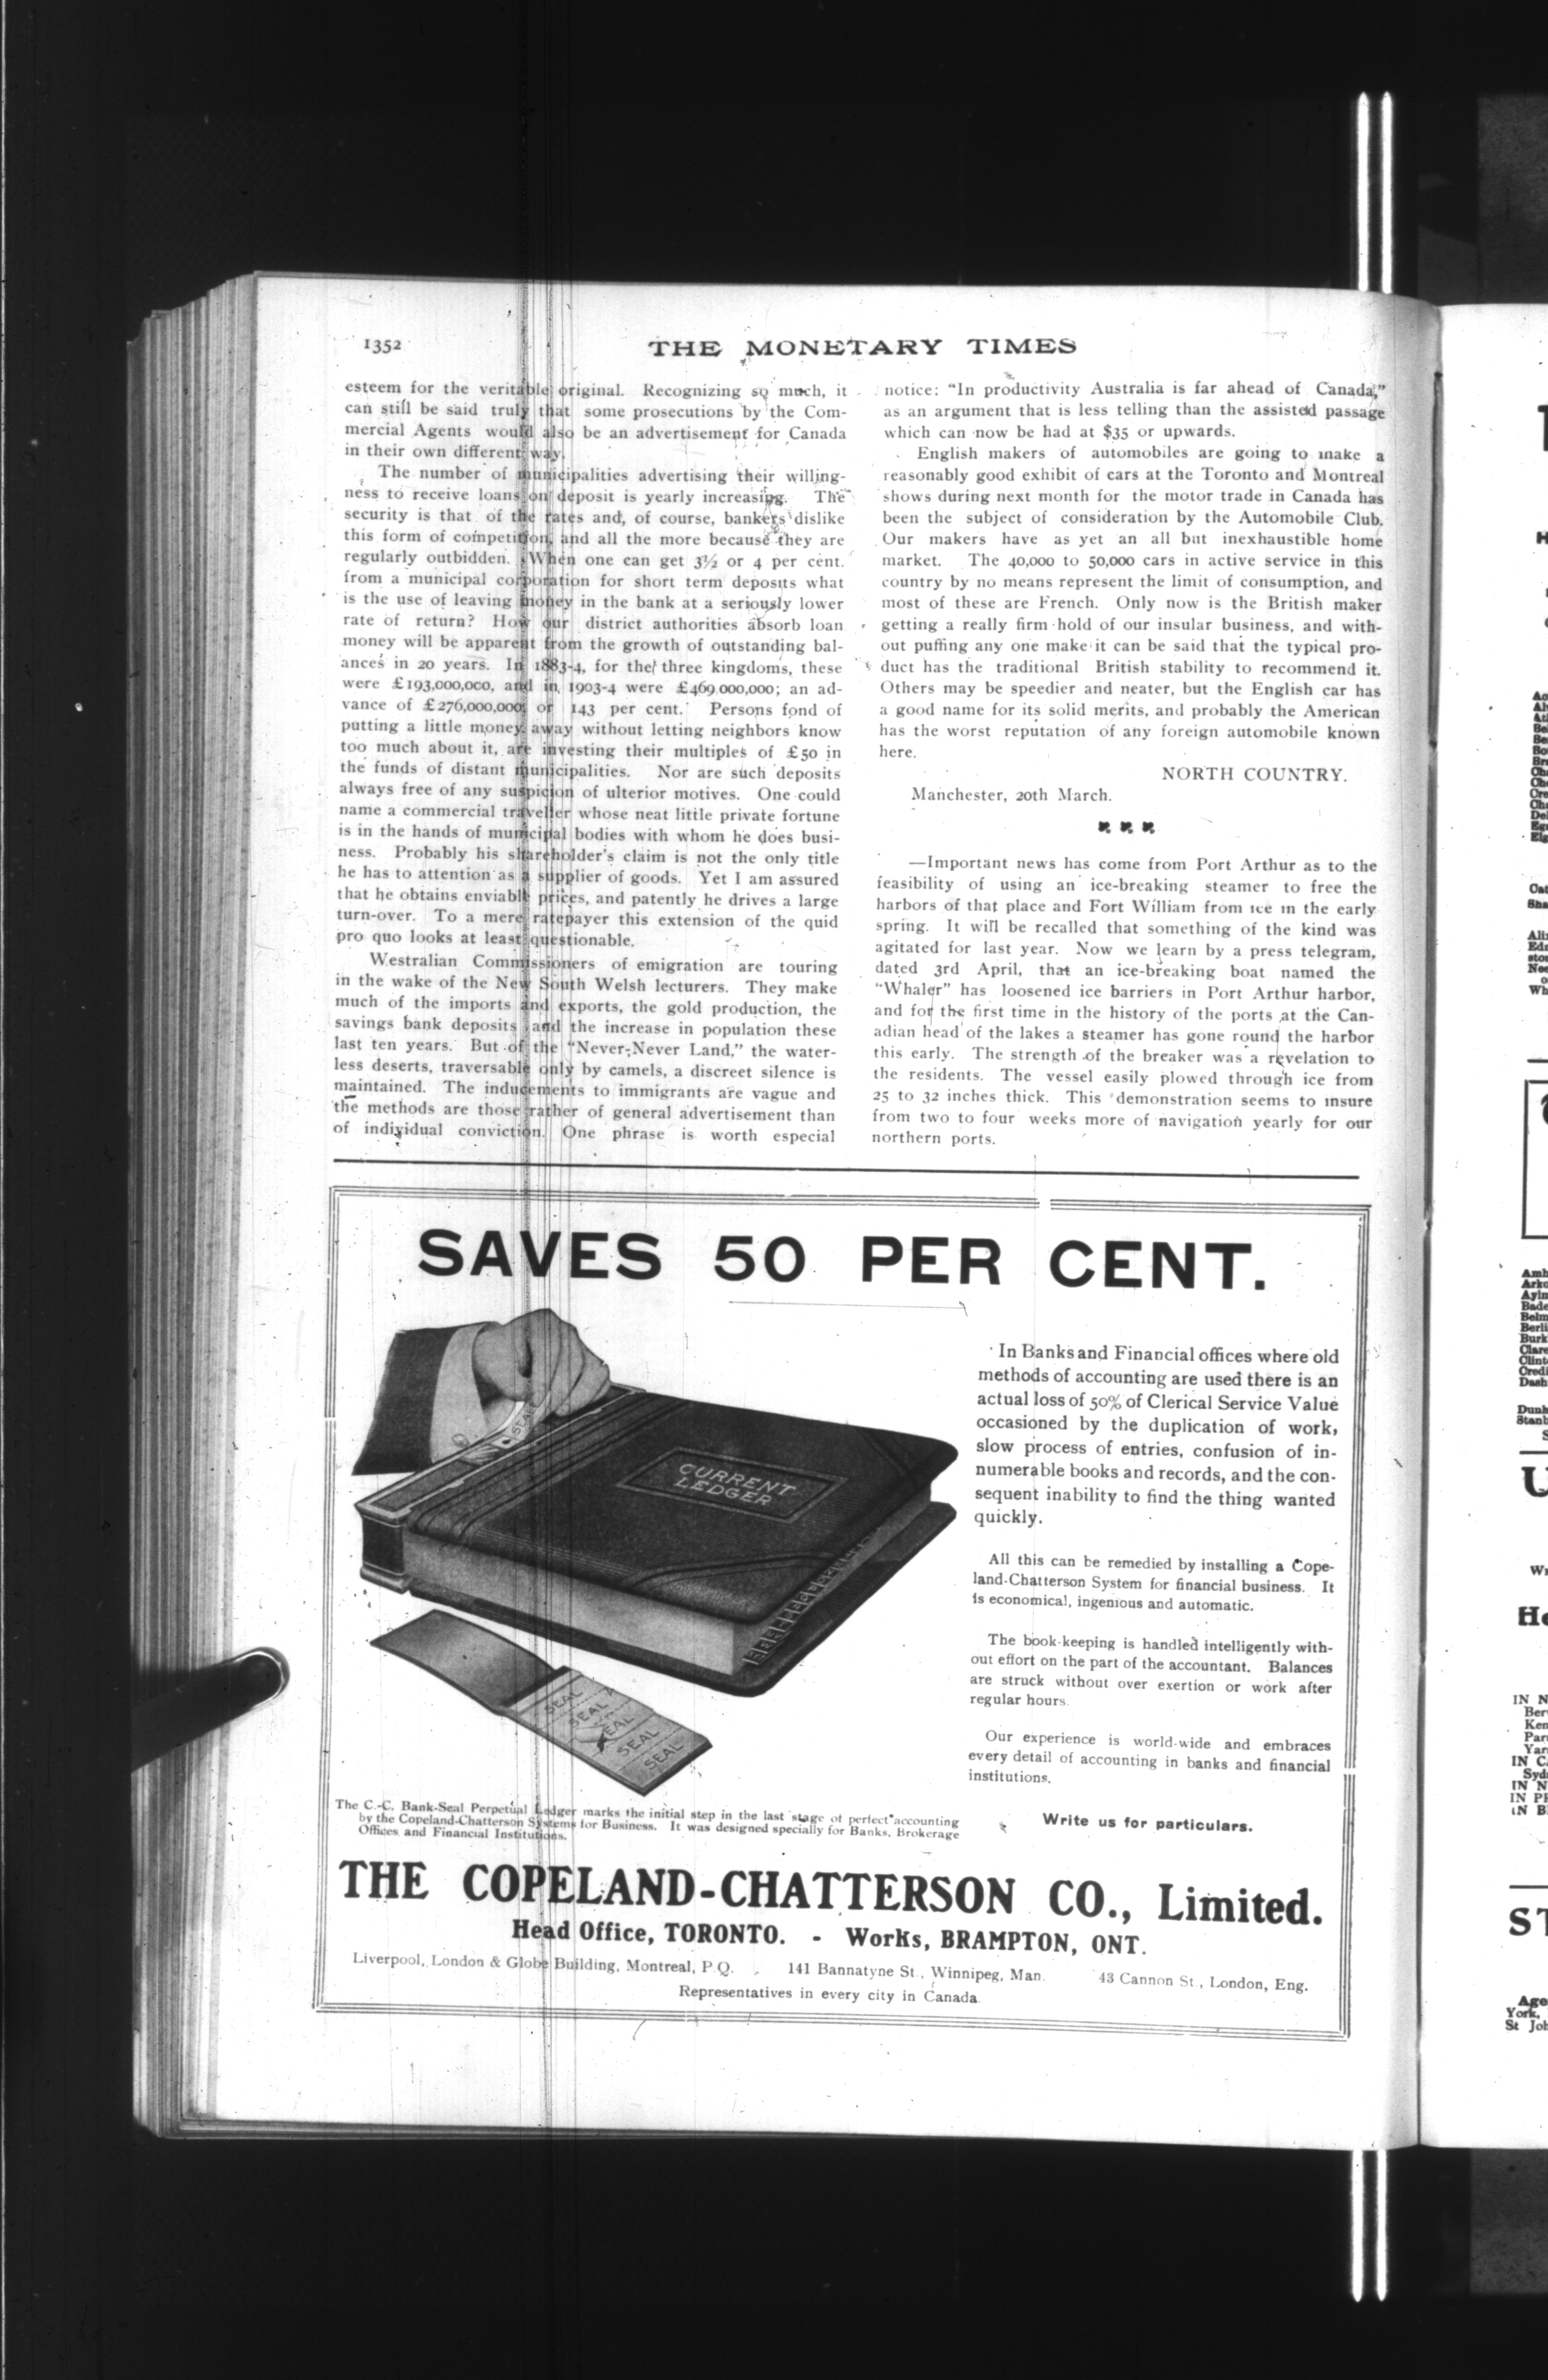 1352
THE MONETARY TIMES
esteem for the veritable original. Recognizing so much, it
can still be said truly that some prosecutions by the Com-
mercial Agents would also be an advertisement for Canada
in their own different way.
The number of municipalities advertising their willing-
ness to receive loans on deposit is yearly increasing. The
security is that of the rates and, of course, bankers dislike
this form of competition, and all the more because they are
regularly outbidden. When one can get 3½ or 4 per cent.
from a municipal corporation for short term deposits what
is the use of leaving money in the bank at a seriously lower
rate of return? How our district authorities absorb loan
money will be apparent from the growth of outstanding bal-
ances in 20 years. In 1883-4, for the three kingdoms, these
were £193,000,000, and in 1903-4 were £469,000,000; an ad-
vance of £276,000,000, or 143 per cent. Persons fond of
putting a little money away without letting neighbors know
too much about it, are investing their multiples of £50 in
the funds of distant municipalities. Nor are such deposits
always free of any suspicion of ulterior motives. One could
name a commercial traveller whose neat little private fortune
is in the hands of municipal bodies with whom he does busi-
ness. Probably his shareholder's claim is not the only title
he has to attention as a supplier of goods. Yet I am assured
that he obtains enviable prices, and patently he drives a large
turn-over. To a mere ratepayer this extension of the quid
pro quo looks at least questionable.
Westralian Commissioners of emigration are touring
in the wake of the New South Welsh lecturers. They make
much of the imports and exports, the gold production, the
savings bank deposits and the increase in population these
last ten years. But of the "Never-Never Land," the water-
less deserts, traversable only by camels, a discreet silence is
maintained. The inducements to immigrants are vague and
the methods are those rather of general advertisement than
of individual conviction. One phrase is worth especial
notice: "In productivity Australia is far ahead of Canada,"
as an argument that is less telling than the assisted passage
which can now be had at $35 or upwards.
English makers of automobiles are going to make a
reasonably good exhibit of cars at the Toronto and Montreal
shows during next month for the motor trade in Canada has
been the subject of consideration by the Automobile Club.
Our makers have as yet an all but inexhaustible home
market. The 40,000 to 50,000 cars in active service in this
country by no means represent the limit of consumption, and
most of these are French. Only now is the British maker
getting a really firm hold of our insular business, and with-
out puffing any one make it can be said that the typical pro-
duct has the traditional British stability to recommend it.
Others may be speedier and neater, but the English car has
a good name for its solid merits, and probably the American
has the worst reputation of any foreign automobile known
here.
NORTH COUNTRY.
Manchester, 20th March.
—Important news has come from Port Arthur as to the
feasibility of using an ice-breaking steamer to free the
harbors of that place and Fort William from ice in the early
spring. It will be recalled that something of the kind was
agitated for last year. Now we learn by a press telegram,
dated 3rd April, that an ice-breaking boat named the
"Whaler" has loosened ice barriers in Port Arthur harbor,
and for the first time in the history of the ports at the Can-
adian head of the lakes a steamer has gone round the harbor
this early. The strength of the breaker was a revelation to
the residents. The vessel easily plowed through ice from
25 to 32 inches thick. This demonstration seems to insure
from two to four weeks more of navigation yearly for our
northern ports.
SAVES 50 PER CENT.
SEAL
CURRENT
LEDGER
SEAL
SEAL
SEAL
SEAL
SEAL
In Banks and Financial offices where old
methods of accounting are used there is an
actual loss of 50% of Clerical Service Value
occasioned by the duplication of work,
slow process of entries, confusion of in-
numerable books and records, and the con-
sequent inability to find the thing wanted
quickly.
All this can be remedied by installing a Cope-
land-Chatterson System for financial business. It
is economical, ingenious and automatic.
The book-keeping is handled intelligently with-
out effort on the part of the accountant. Balances
are struck without over exertion or work after
regular hours.
Our experience is world-wide and embraces
every detail of accounting in banks and financial
institutions.
Write us for particulars.
The C.-C. Bank-Seal Perpetual Ledger marks the initial step in the last stage of perfect accounting
by the Copeland-Chatterson Systems for Business. It was designed specially for Banks, Brokerage
Offices and Financial Institutions.
THE COPELAND-CHATTERSON CO., Limited.
Head Office, TORONTO. - Works, BRAMPTON, ONT.
Liverpool, London & Globe Building, Montreal, P.Q. 141 Bannatyne St., Winnipeg, Man. 43 Cannon St., London, Eng.
Representatives in every city in Canada.